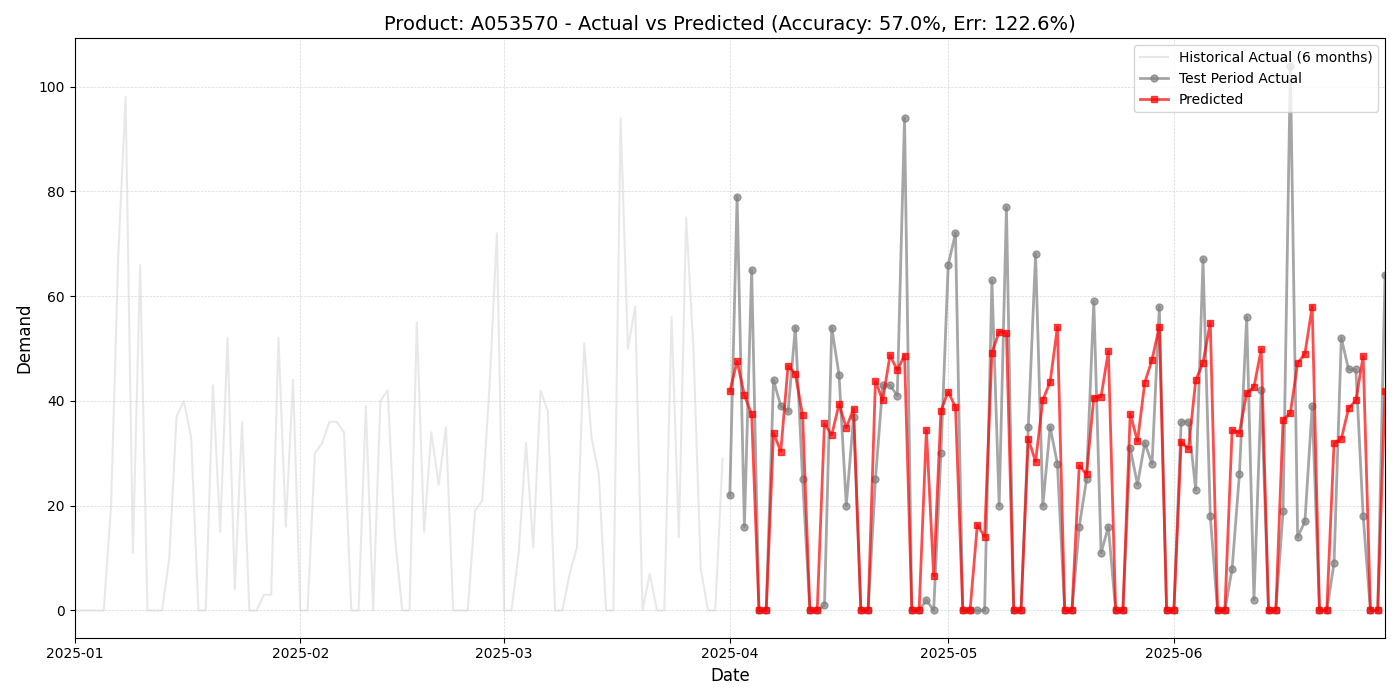 Product: A053570 - Actual vs Predicted (Accuracy: 57.0%, Err: 122.6%)
Historical Actual (6 months)
Test Period Actual
Predicted
Demand
100
80
60
40
20
0
2025-01
2025-02
2025-03
2025-04
2025-05
2025-06
Date